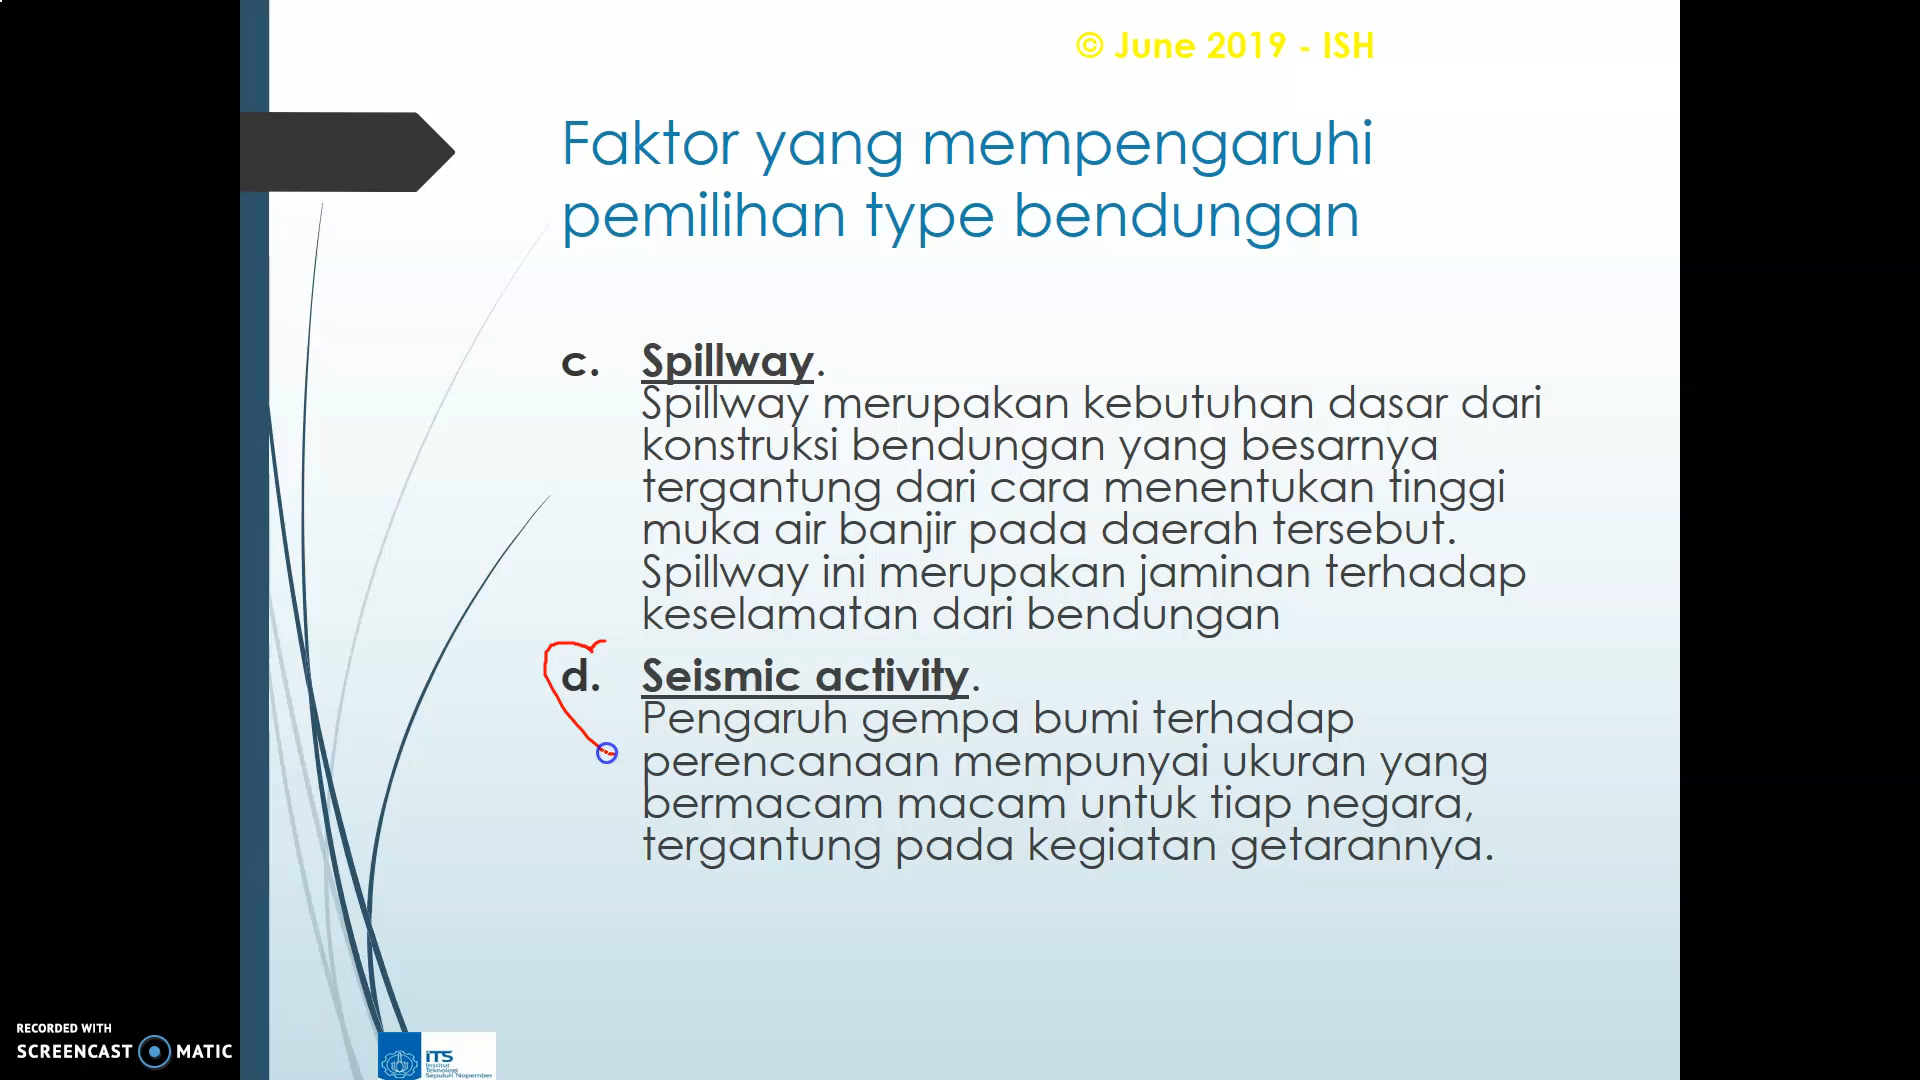 © June 2019 - ISH
Faktor yang mempengaruhi
pemilihan type bendungan
c. Spillway.
Spillway merupakan kebutuhan dasar dari
konstruksi bendungan yang besarnya
tergantung dari cara menentukan tinggi
muka air banjir pada daerah tersebut.
Spillway ini merupakan jaminan terhadap
keselamatan dari bendungan
d. Seismic activity.
Pengaruh gempa bumi terhadap
perencanaan mempunyai ukuran yang
bermacam macam untuk tiap negara,
tergantung pada kegiatan getarannya.
RECORDED WITH
SCREENCAST MATIC
ITS
Institut
Teknologi
Sepuluh Nopember